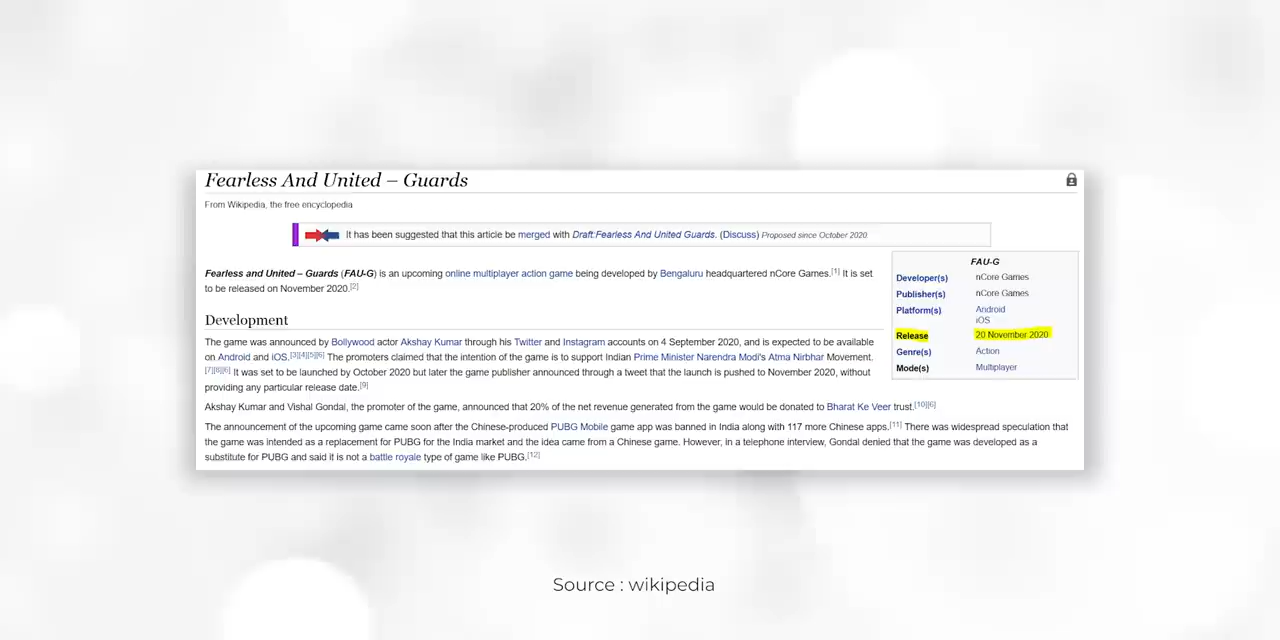 Fearless And United – Guards
From Wikipedia, the free encyclopedia
It has been suggested that this article be merged with Draft:Fearless And United Guards. (Discuss) Proposed since October 2020.
Fearless and United – Guards (FAU-G) is an upcoming online multiplayer action game being developed by Bengaluru headquartered nCore Games.[1] It is set
to be released on November 2020.[2]
Development
The game was announced by Bollywood actor Akshay Kumar through his Twitter and Instagram accounts on 4 September 2020, and is expected to be available
on Android and iOS.[3][4][5][6] The promoters claimed that the intention of the game is to support Indian Prime Minister Narendra Modi's Atma Nirbhar Movement.
[7][8][6] It was set to be launched by October 2020 but later the game publisher announced through a tweet that the launch is pushed to November 2020, without
providing any particular release date.[9]
Akshay Kumar and Vishal Gondal, the promoter of the game, announced that 20% of the net revenue generated from the game would be donated to Bharat Ke Veer trust.[10][6]
The announcement of the upcoming game came soon after the Chinese-produced PUBG Mobile game app was banned in India along with 117 more Chinese apps.[11] There was widespread speculation that
the game was intended as a replacement for PUBG for the India market and the idea came from a Chinese game. However, in a telephone interview, Gondal denied that the game was developed as a
substitute for PUBG and said it is not a battle royale type of game like PUBG.[12]
FAU-G
Developer(s) nCore Games
Publisher(s) nCore Games
Platform(s) Android
iOS
Release 20 November 2020
Genre(s) Action
Mode(s) Multiplayer
Source : wikipedia